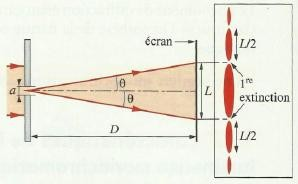 écran
L/2
a
θ
θ
L
1re
extinction
D
L/2